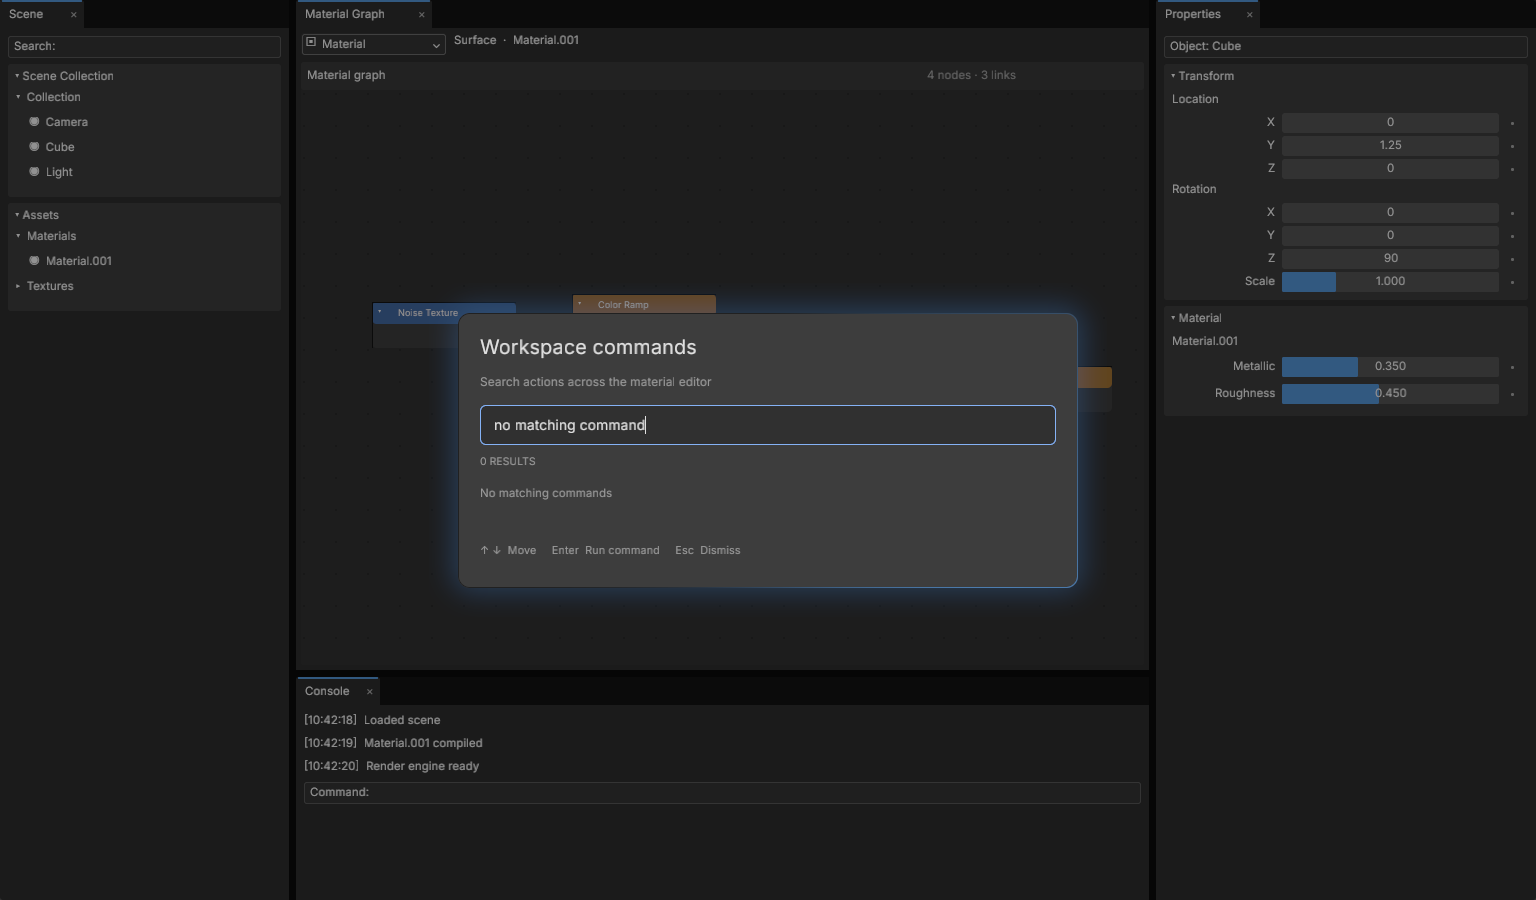 Scene ×
Search:
Scene Collection
Collection
Camera
Cube
Light
Assets
Materials
Material.001
Textures
Material Graph ×
Material
Surface · Material.001
Material graph
4 nodes · 3 links
Noise Texture
Color Ramp
Workspace commands
Search actions across the material editor
no matching command
0 RESULTS
No matching commands
↑ ↓ Move Enter Run command Esc Dismiss
Console ×
[10:42:18] Loaded scene
[10:42:19] Material.001 compiled
[10:42:20] Render engine ready
Command:
Properties ×
Object: Cube
Transform
Location
X 0
Y 1.25
Z 0
Rotation
X 0
Y 0
Z 90
Scale 1.000
Material
Material.001
Metallic 0.350
Roughness 0.450